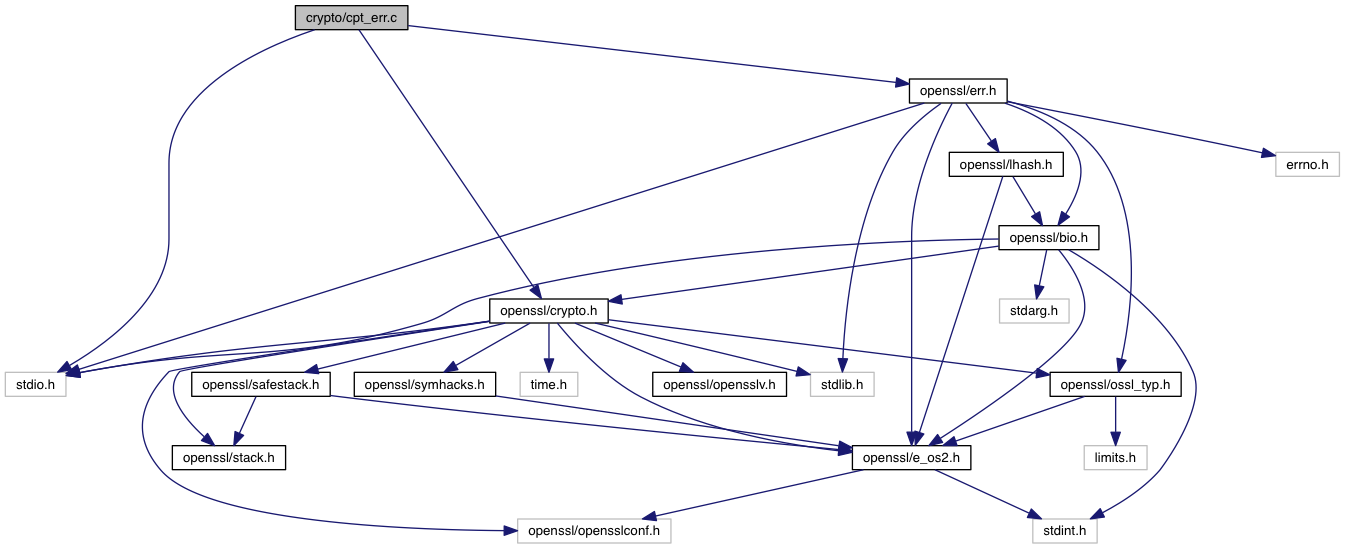 crypto/cpt_err.c
openssl/err.h
openssl/lhash.h
errno.h
openssl/bio.h
openssl/crypto.h
stdarg.h
stdio.h
openssl/safestack.h
openssl/symhacks.h
time.h
openssl/opensslv.h
stdlib.h
openssl/ossl_typ.h
openssl/stack.h
openssl/e_os2.h
limits.h
openssl/opensslconf.h
stdint.h